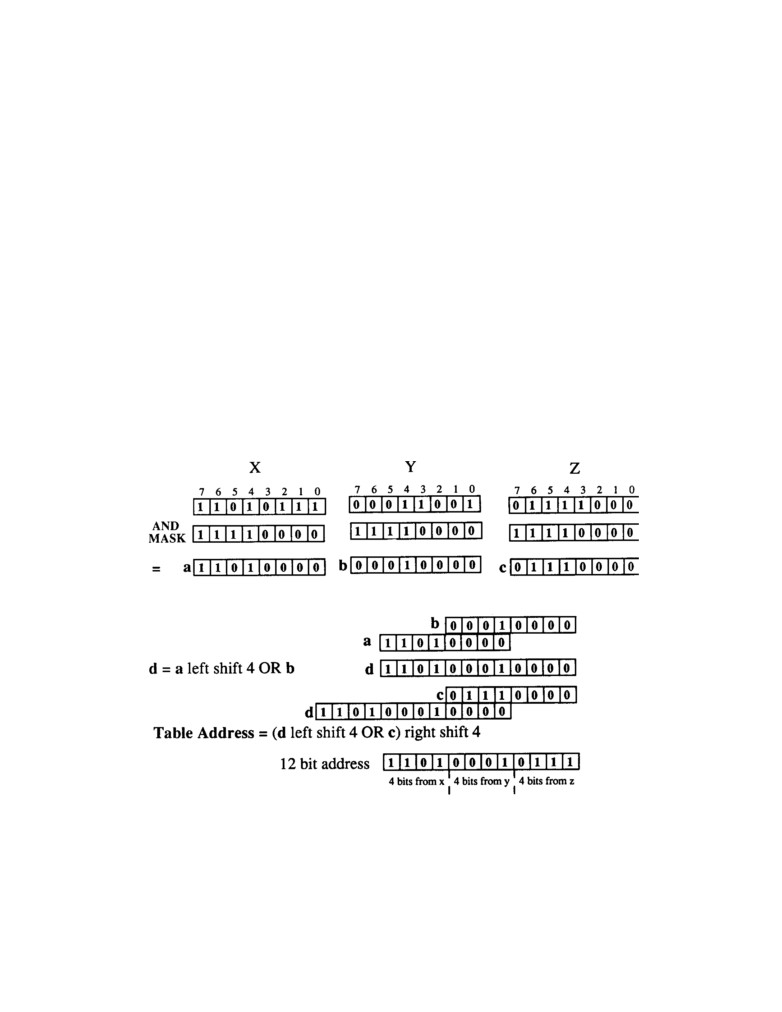 X Y Z
7 6 5 4 3 2 1 0 7 6 5 4 3 2 1 0 7 6 5 4 3 2 1 0
1 1 0 1 0 1 1 1 0 0 0 1 1 0 0 1 0 1 1 1 1 0 0 0
AND
MASK 1 1 1 1 0 0 0 0 1 1 1 1 0 0 0 0 1 1 1 1 0 0 0 0
= a 1 1 0 1 0 0 0 0 b 0 0 0 1 0 0 0 0 c 0 1 1 1 0 0 0 0
b 0 0 0 1 0 0 0 0
a 1 1 0 1 0 0 0 0
d = a left shift 4 OR b d 1 1 0 1 0 0 0 1 0 0 0 0
c 0 1 1 1 0 0 0 0
d 1 1 0 1 0 0 0 1 0 0 0 0
Table Address = (d left shift 4 OR c) right shift 4
12 bit address 1 1 0 1 0 0 0 1 0 1 1 1
4 bits from x 4 bits from y 4 bits from z